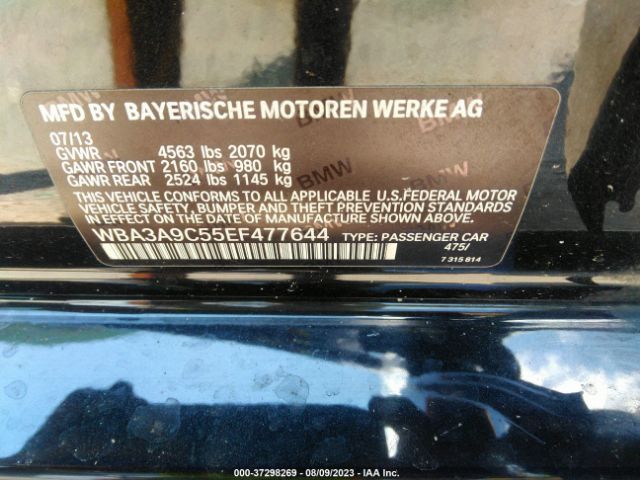 MFD BY BAYERISCHE MOTOREN WERKE AG
07/13
GVWR 4563 lbs 2070 kg
GAWR FRONT 2160 lbs 980 kg
GAWR REAR 2524 lbs 1145 kg
THIS VEHICLE CONFORMS TO ALL APPLICABLE U.S.FEDERAL MOTOR
VEHICLE SAFETY, BUMPER AND THEFT PREVENTION STANDARDS
IN EFFECT ON THE DATE OF MANUFACTURE SHOWN ABOVE.
WBA3A9C55EF477644 TYPE: PASSENGER CAR
475/
7 315 814
000-37298269 - 08/09/2023 - IAA Inc.